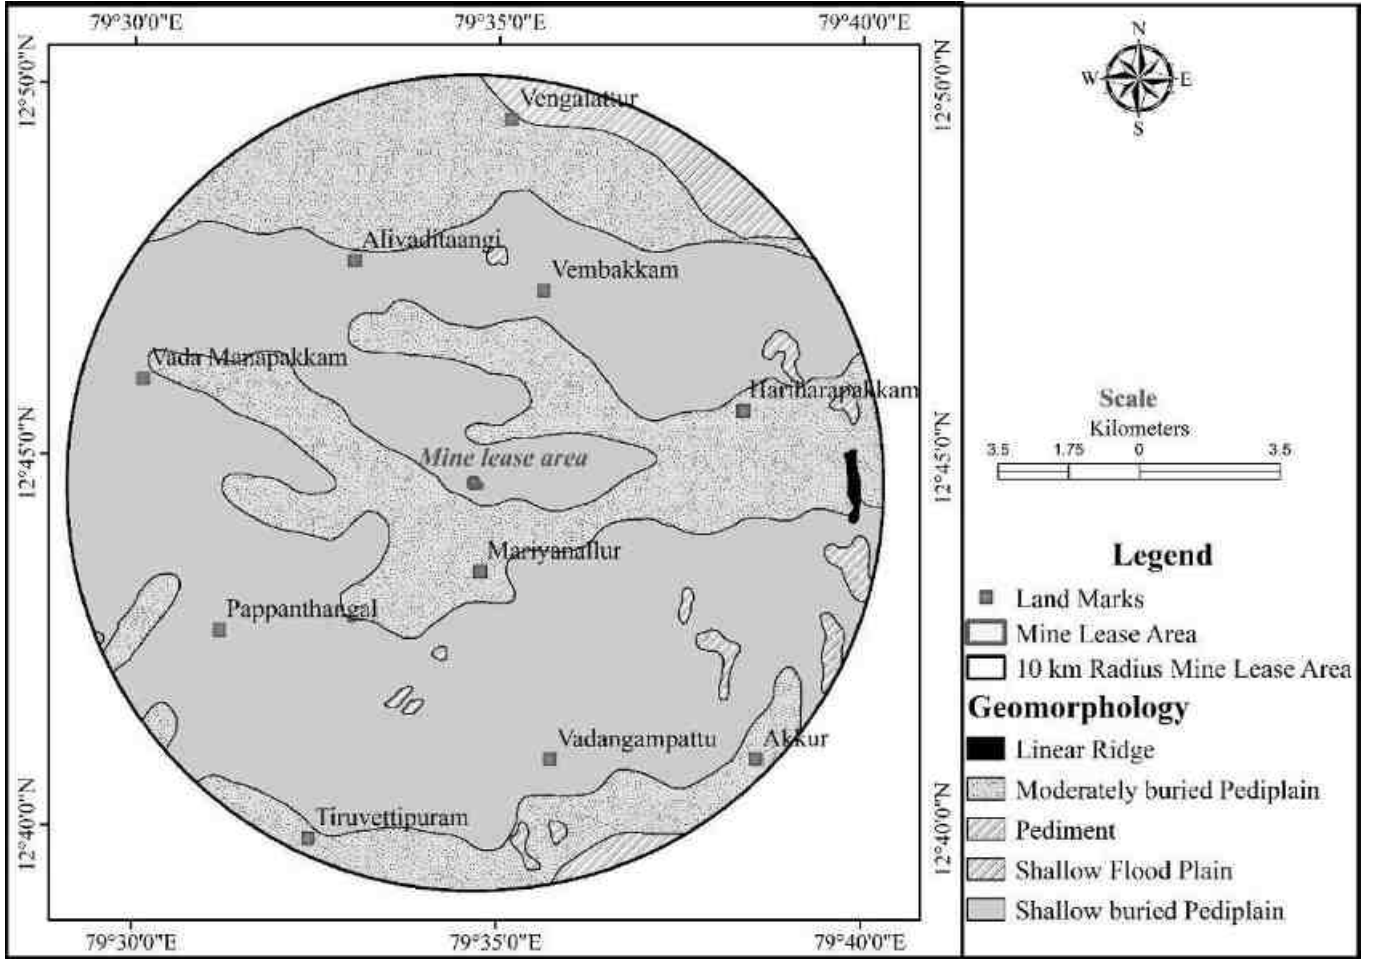 79°30'0"E 79°35'0"E 79°40'0"E
12°50'0"N
12°50'0"N
N
W E
S
Vengalattur
Alivaditaangi
Vembakkam
Vada Manapakkam
Hariharapakkam
12°45'0"N
12°45'0"N
Mine lease area
Scale
Kilometers
3.5 1.75 0 3.5
Mariyanallur
Pappanthangal
Vadangampattu
Akkur
Tiruvettipuram
12°40'0"N
12°40'0"N
79°30'0"E 79°35'0"E 79°40'0"E
Legend
Land Marks
Mine Lease Area
10 km Radius Mine Lease Area
Geomorphology
Linear Ridge
Moderately buried Pediplain
Pediment
Shallow Flood Plain
Shallow buried Pediplain